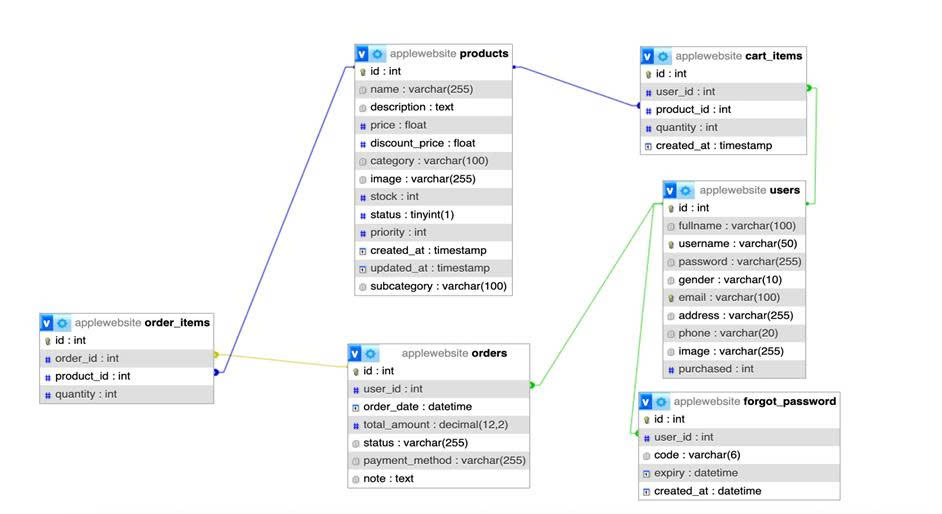 applewebsite products
id : int
name : varchar(255)
description : text
price : float
discount_price : float
category : varchar(100)
image : varchar(255)
stock : int
status : tinyint(1)
priority : int
created_at : timestamp
updated_at : timestamp
subcategory : varchar(100)
applewebsite cart_items
id : int
user_id : int
product_id : int
quantity : int
created_at : timestamp
applewebsite users
id : int
fullname : varchar(100)
username : varchar(50)
password : varchar(255)
gender : varchar(10)
email : varchar(100)
address : varchar(255)
phone : varchar(20)
image : varchar(255)
purchased : int
applewebsite order_items
id : int
order_id : int
product_id : int
quantity : int
applewebsite orders
id : int
user_id : int
order_date : datetime
total_amount : decimal(12,2)
status : varchar(255)
payment_method : varchar(255)
note : text
applewebsite forgot_password
id : int
user_id : int
code : varchar(6)
expiry : datetime
created_at : datetime